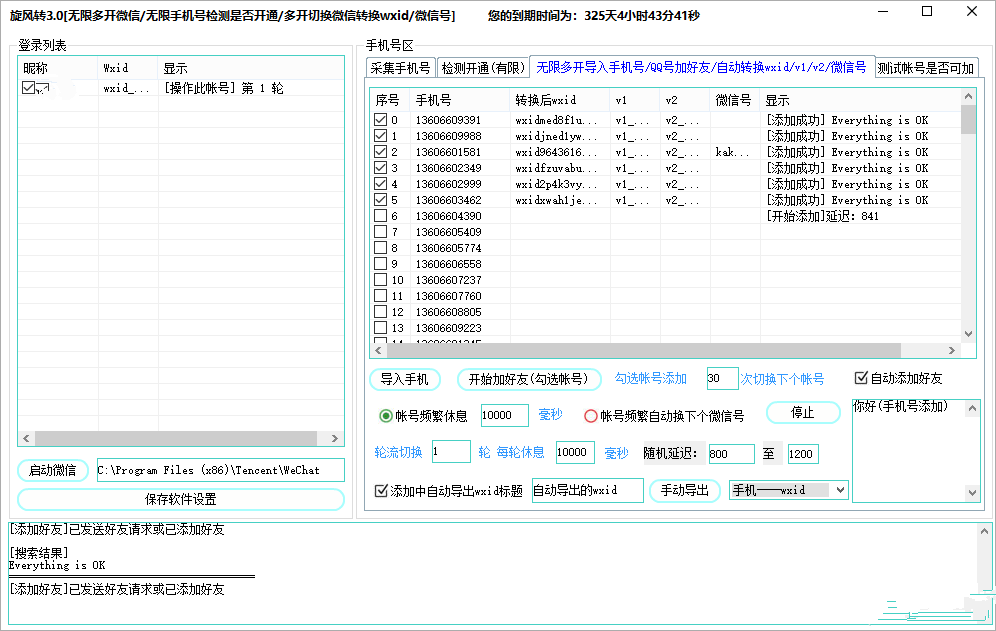 旋风转3.0[无限多开微信/无限手机号检测是否开通/多开切换微信转换wxid/微信号] 您的到期时间为：325天4小时43分41秒
登录列表
昵称 Wxid 显示
wxid_... [操作此帐号] 第 1 轮
启动微信 C:\Program Files (x86)\Tencent\WeChat
保存软件设置
手机号区
采集手机号 检测开通(有限) 无限多开导入手机号/QQ号加好友/自动转换wxid/v1/v2/微信号 测试帐号是否可加
序号 手机号 转换后wxid v1 v2 微信号 显示
0 13606609391 wxidmed8f1u... v1_... v2_... [添加成功] Everything is OK
1 13606609988 wxidjned1yw... v1_... v2_... [添加成功] Everything is OK
2 13606601581 wxid9643616... v1_... v2_... kak... [添加成功] Everything is OK
3 13606602349 wxidfzuvabu... v1_... v2_... [添加成功] Everything is OK
4 13606602999 wxid2p4k3vy... v1_... v2_... [添加成功] Everything is OK
5 13606603462 wxidxwah1je... v1_... v2_... [添加成功] Everything is OK
6 13606604390 [开始添加]延迟：841
7 13606605409
8 13606605774
9 13606606558
10 13606607237
11 13606607760
12 13606608805
13 13606609223
导入手机 开始加好友(勾选帐号) 勾选帐号添加 30 次切换下个帐号 自动添加好友
帐号频繁休息 10000 毫秒 帐号频繁自动换下个微信号 停止 你好(手机号添加)
轮流切换 1 轮 每轮休息 10000 毫秒 随机延迟： 800 至 1200
添加中自动导出wxid标题 自动导出的wxid 手动导出 手机——wxid
[添加好友]已发送好友请求或已添加好友
[搜索结果]
Everything is OK
[添加好友]已发送好友请求或已添加好友